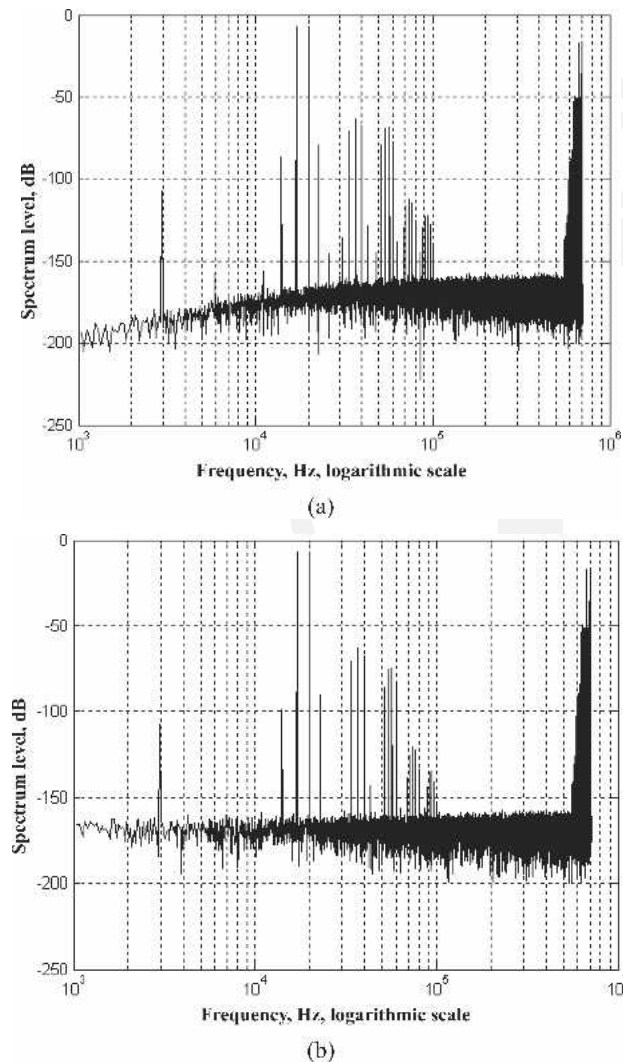 0
-50
-100
-150
-200
-250
Spectrum level, dB
10³ 10⁴ 10⁵ 10⁶
Frequency, Hz, logarithmic scale
(a)
0
-50
-100
-150
-200
-250
Spectrum level, dB
10³ 10⁴ 10⁵ 10
Frequency, Hz, logarithmic scale
(b)